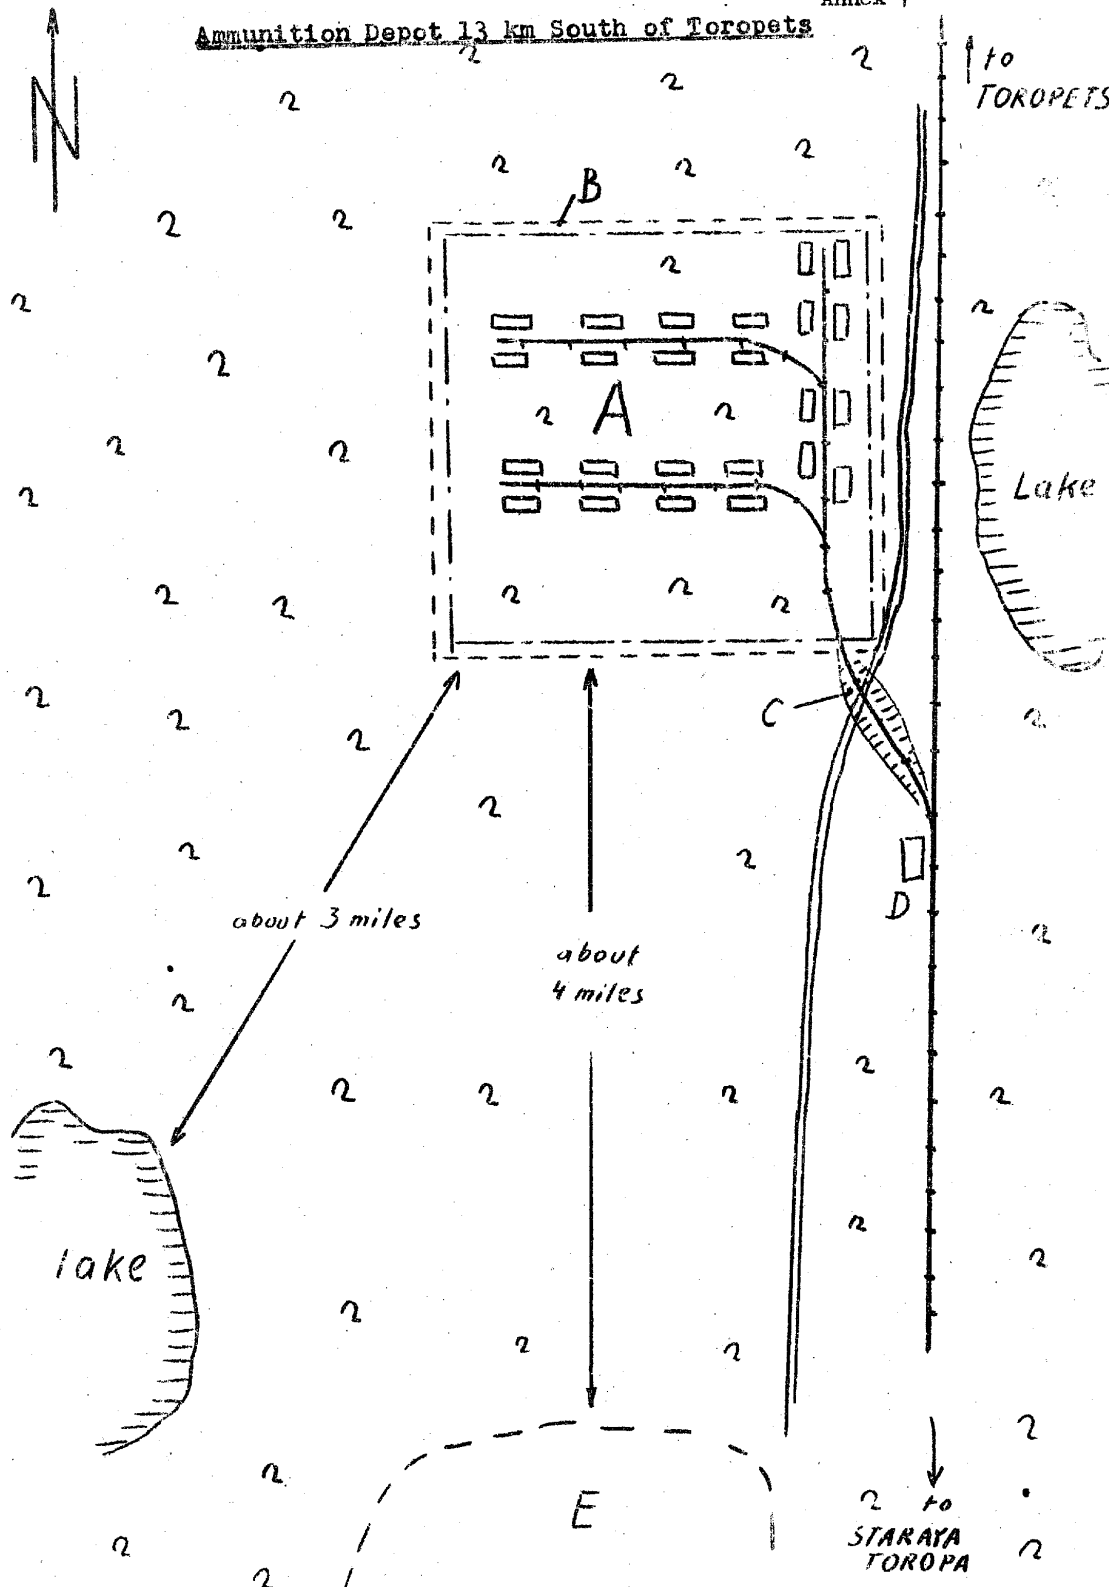 Annex
Ammunition Depot 13 km South of Toropets
to
TOROPETS
N
B
A
Lake
C
D
about 3 miles
about
4 miles
lake
E
to
STARAYA
TOROPA